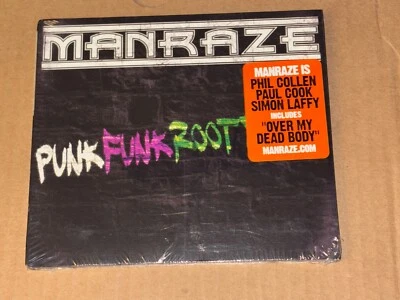 MANRAZE
PUNKFUNKROOT
MANRAZE IS
PHIL COLLEN
PAUL COOK
SIMON LAFFY
INCLUDES
"OVER MY
DEAD BODY"
MANRAZE.COM